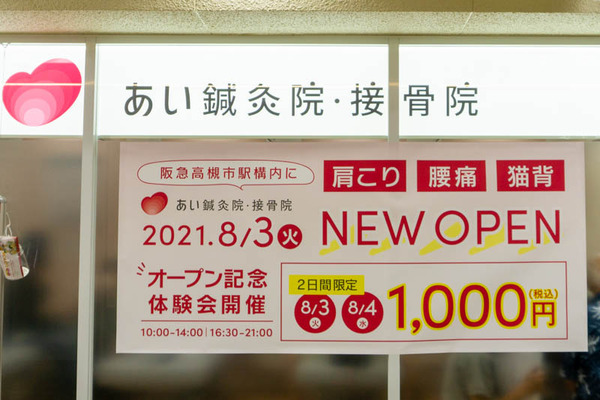 あい鍼灸院・接骨院
阪急高槻市駅構内に
あい鍼灸院・接骨院
肩こり 腰痛 猫背
2021.8/3火 NEW OPEN
オープン記念
体験会開催
10:00-14:00|16:30-21:00
2日間限定
8/3火 8/4水 1,000円(税込)